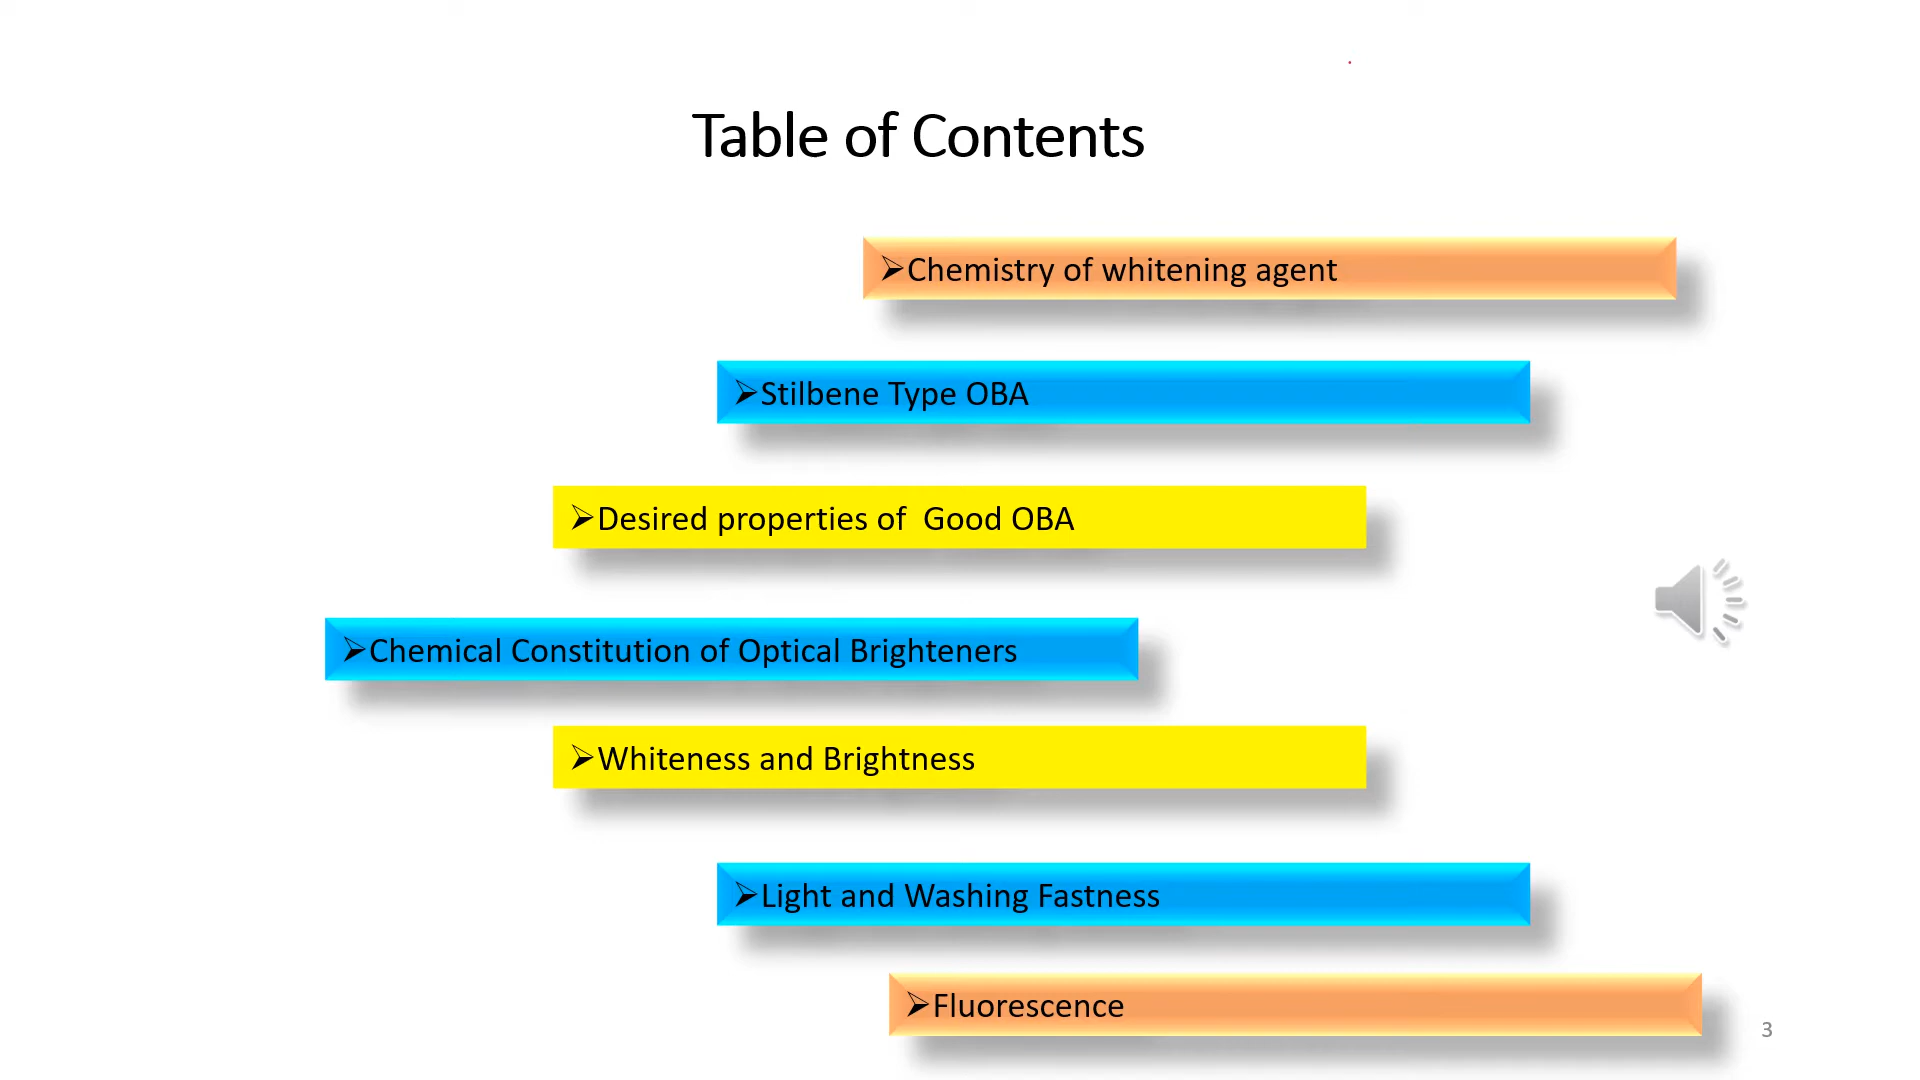 Table of Contents
➢Chemistry of whitening agent
➢Stilbene Type OBA
➢Desired properties of  Good OBA
➢Chemical Constitution of Optical Brighteners
➢Whiteness and Brightness
➢Light and Washing Fastness
➢Fluorescence
3